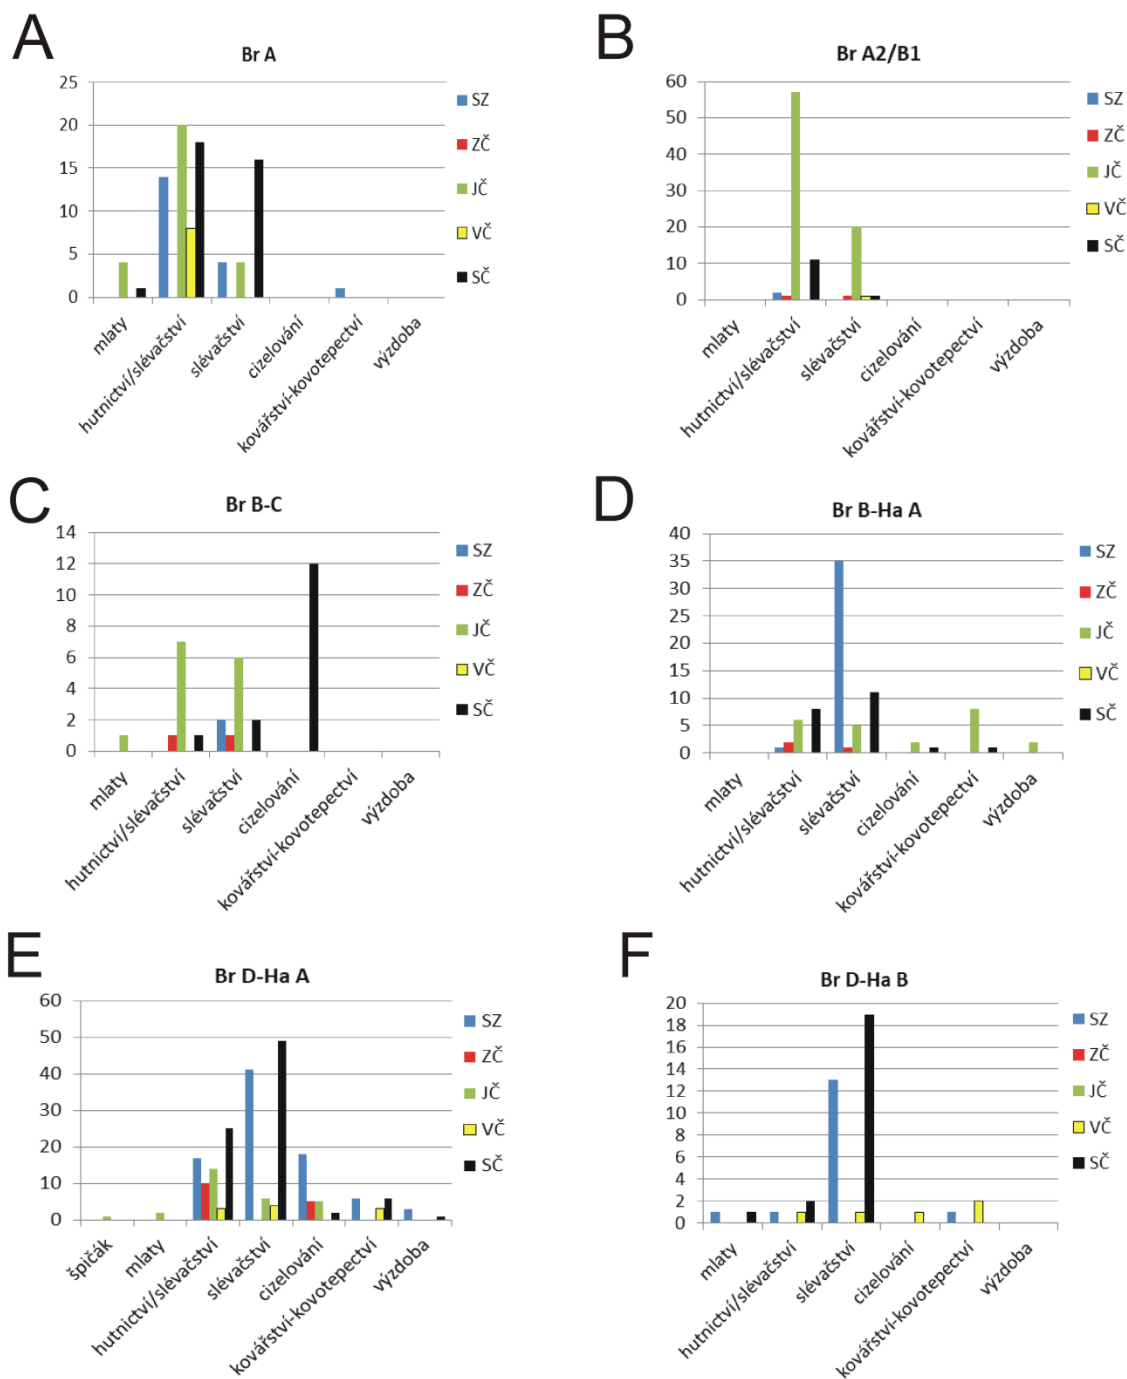 A
Br A
25
20
15
10
5
0
mlaty
hutnictví/slévačství
slévačství
cizelování
kovářství-kovotepectví
výzdoba
SZ
ZČ
JČ
VČ
SČ
B
Br A2/B1
60
50
40
30
20
10
0
mlaty
hutnictví/slévačství
slévačství
cizelování
kovářství-kovotepectví
výzdoba
SZ
ZČ
JČ
VČ
SČ
C
Br B-C
14
12
10
8
6
4
2
0
mlaty
hutnictví/slévačství
slévačství
cizelování
kovářství-kovotepectví
výzdoba
SZ
ZČ
JČ
VČ
SČ
D
Br B-Ha A
40
35
30
25
20
15
10
5
0
mlaty
hutnictví/slévačství
slévačství
cizelování
kovářství-kovotepectví
výzdoba
SZ
ZČ
JČ
VČ
SČ
E
Br D-Ha A
60
50
40
30
20
10
0
špičák
mlaty
hutnictví/slévačství
slévačství
cizelování
kovářství-kovotepectví
výzdoba
SZ
ZČ
JČ
VČ
SČ
F
Br D-Ha B
20
18
16
14
12
10
8
6
4
2
0
mlaty
hutnictví/slévačství
slévačství
cizelování
kovářství-kovotepectví
výzdoba
SZ
ZČ
JČ
VČ
SČ